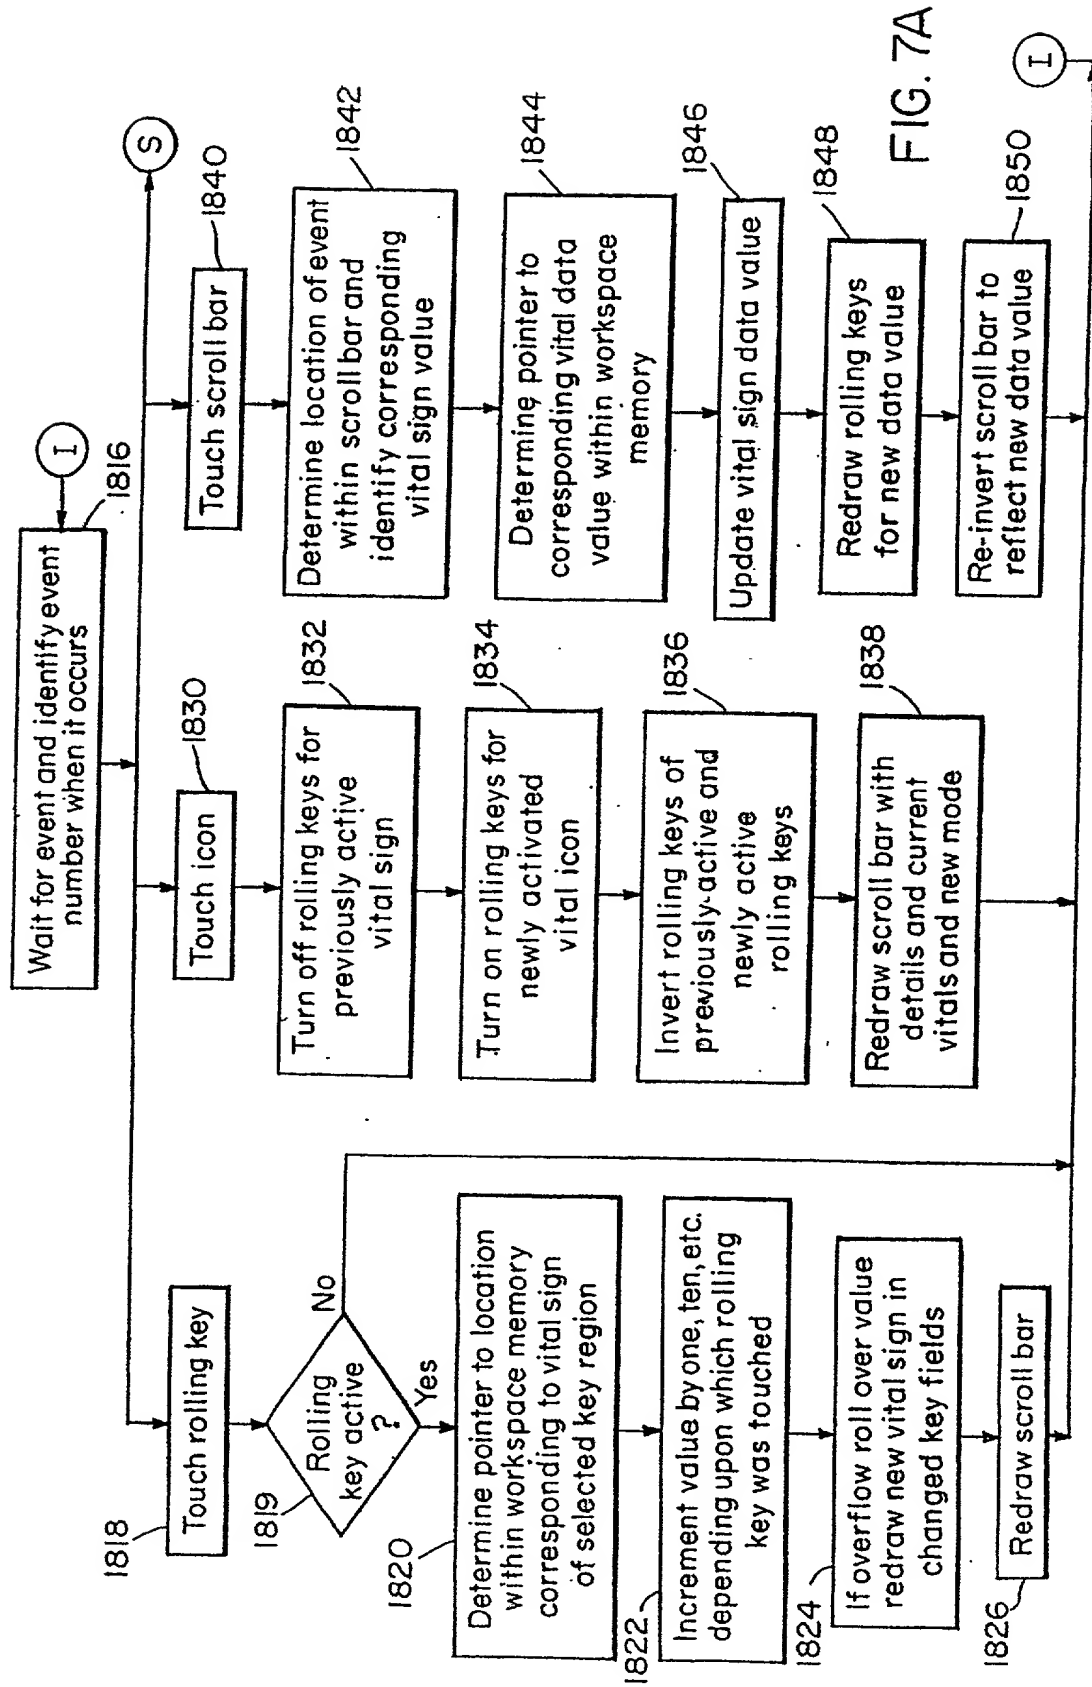 Wait for event and identify event
number when it occurs
I
1816
S
1818
Touch rolling key
1819
Rolling
key active
?
No
Yes
1820
Determine pointer to location
within workspace memory
corresponding to vital sign
of selected key region
1822
Increment value by one, ten, etc.
depending upon which rolling
key was touched
1824
If overflow roll over value
redraw new vital sign in
changed key fields
1826
Redraw scroll bar
Touch icon
1830
Turn off rolling keys for
previously active
vital sign
1832
Turn on rolling keys for
newly activated
vital icon
1834
Invert rolling keys of
previously-active and
newly active
rolling keys
1836
Redraw scroll bar with
details and current
vitals and new mode
1838
Touch scroll bar
1840
Determine location of event
within scroll bar and
identify corresponding
vital sign value
1842
Determine pointer to
corresponding vital data
value within workspace
memory
1844
Update vital sign data value
1846
Redraw rolling keys
for new data value
1848
Re-invert scroll bar to
reflect new data value
1850
I
FIG. 7A